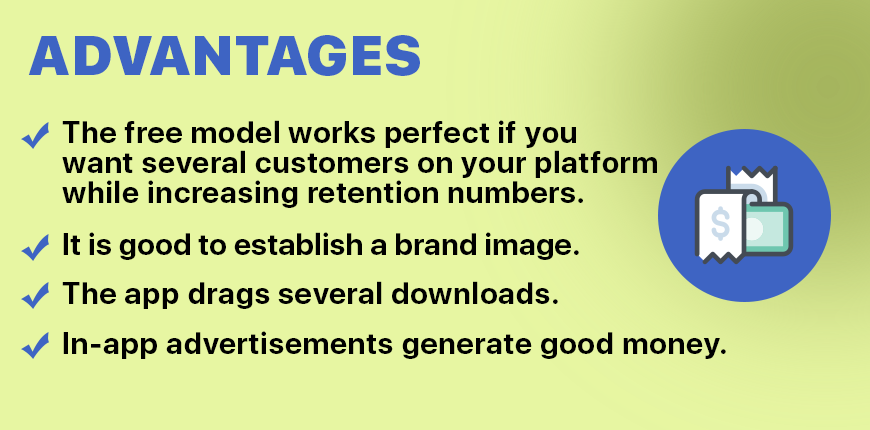 ADVANTAGES
The free model works perfect if you
want several customers on your platform
while increasing retention numbers.
It is good to establish a brand image.
The app drags several downloads.
In-app advertisements generate good money.
$